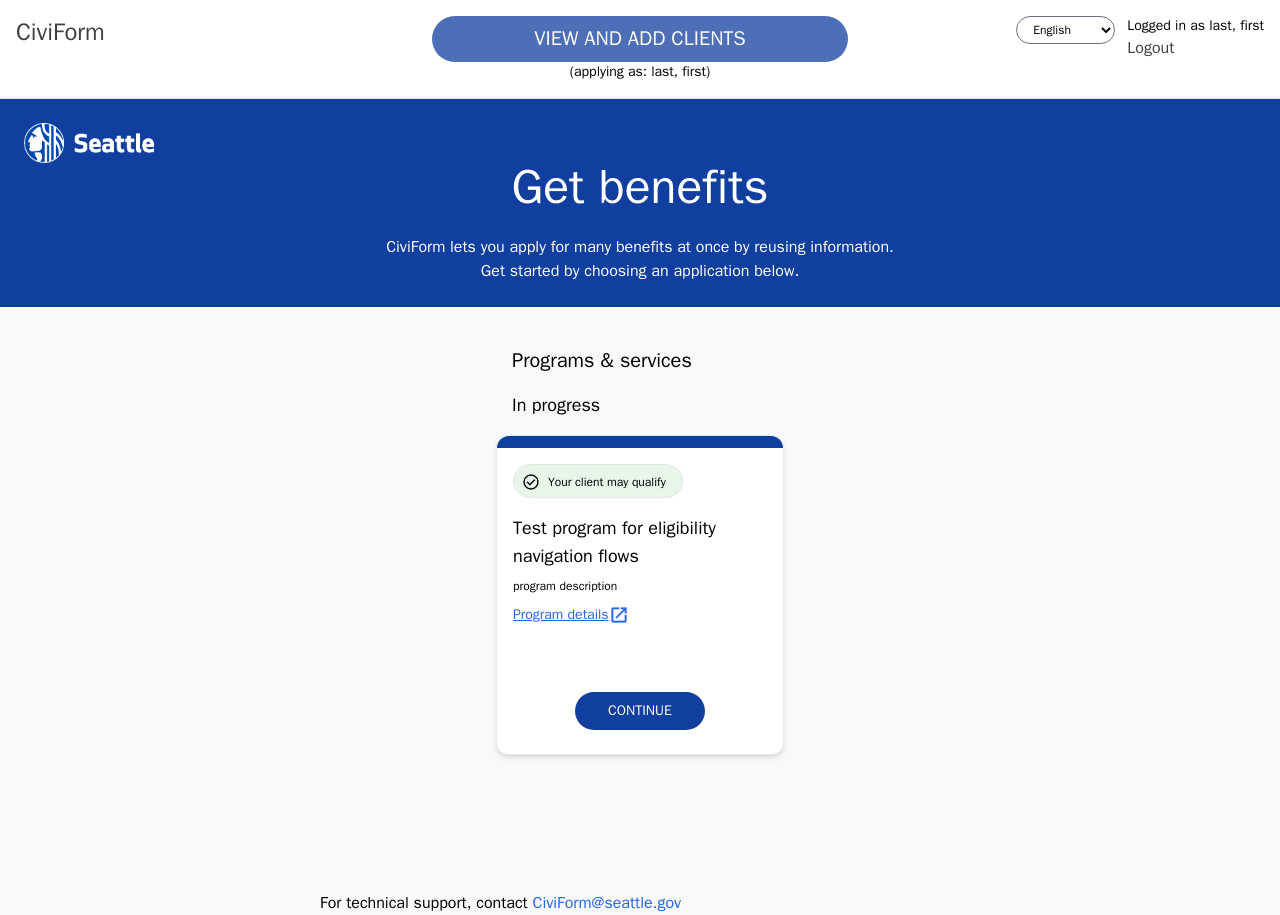 CiviForm
VIEW AND ADD CLIENTS
(applying as: last, first)
English
Logged in as last, first
Logout
Seattle
Get benefits
CiviForm lets you apply for many benefits at once by reusing information.
Get started by choosing an application below.
Programs & services
In progress
Your client may qualify
Test program for eligibility
navigation flows
program description
Program details
CONTINUE
For technical support, contact CiviForm@seattle.gov